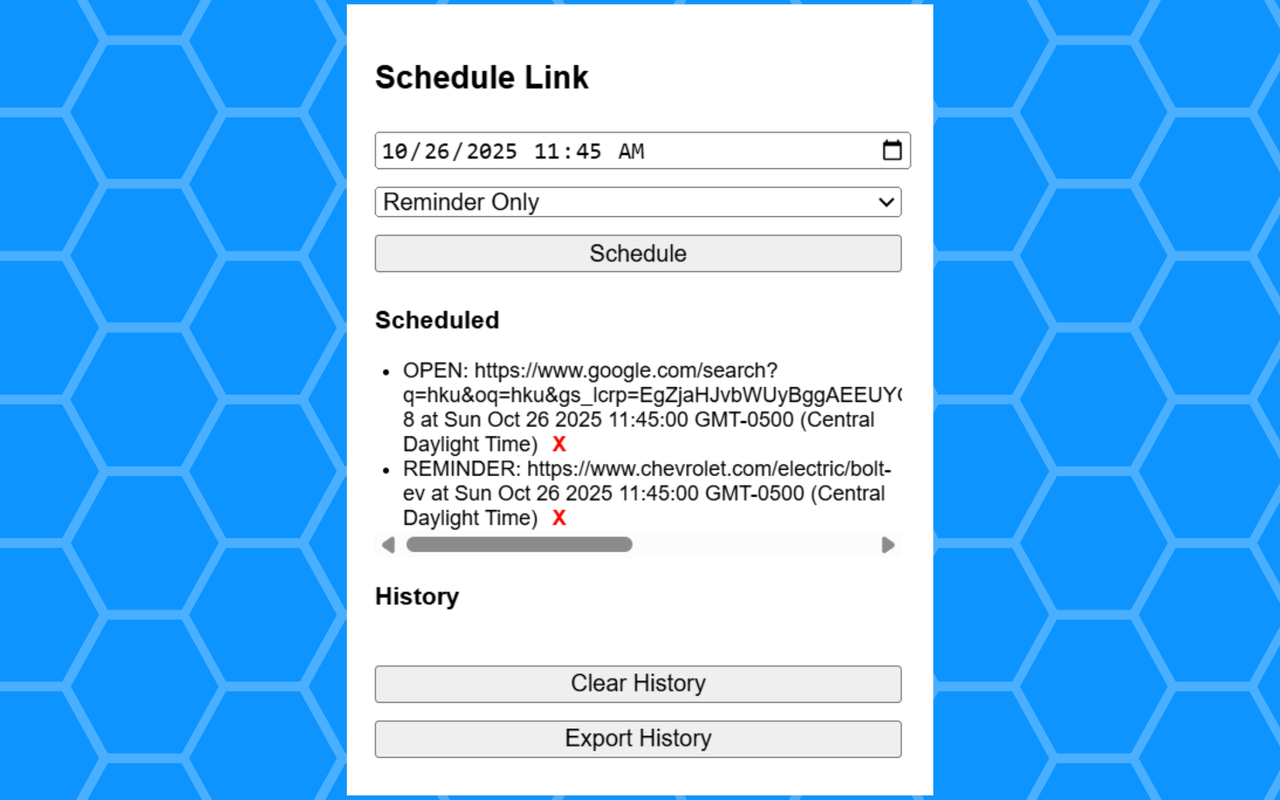 Schedule Link
10/26/2025 11:45 AM
Reminder Only
Schedule
Scheduled
• OPEN: https://www.google.com/search?
q=hku&oq=hku&gs_lcrp=EgZjaHJvbWUyBggAEEUY
8 at Sun Oct 26 2025 11:45:00 GMT-0500 (Central
Daylight Time) X
• REMINDER: https://www.chevrolet.com/electric/bolt-
ev at Sun Oct 26 2025 11:45:00 GMT-0500 (Central
Daylight Time) X
History
Clear History
Export History